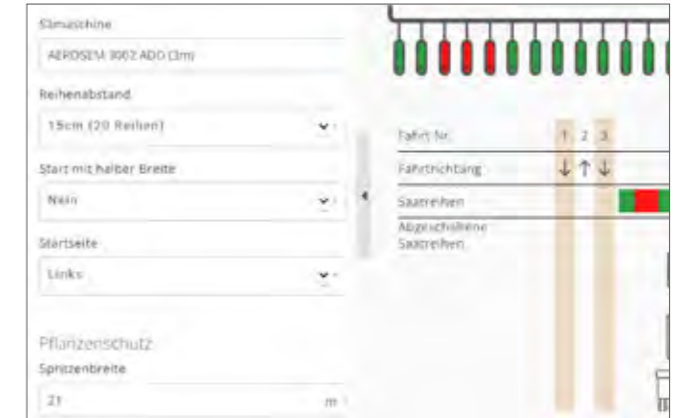 Sämaschine
AEROSEM 3002 ADD (3m)
Reihenabstand
15cm (20 Reihen)
Start mit halber Breite
Nein
Startseite
Links
Pflanzenschutz
Spritzenbreite
21 m
Fahrt Nr. 1 2 3
Fahrtrichtung ↓ ↑ ↓
Saatreihen
Abgeschaltene
Saatreihen